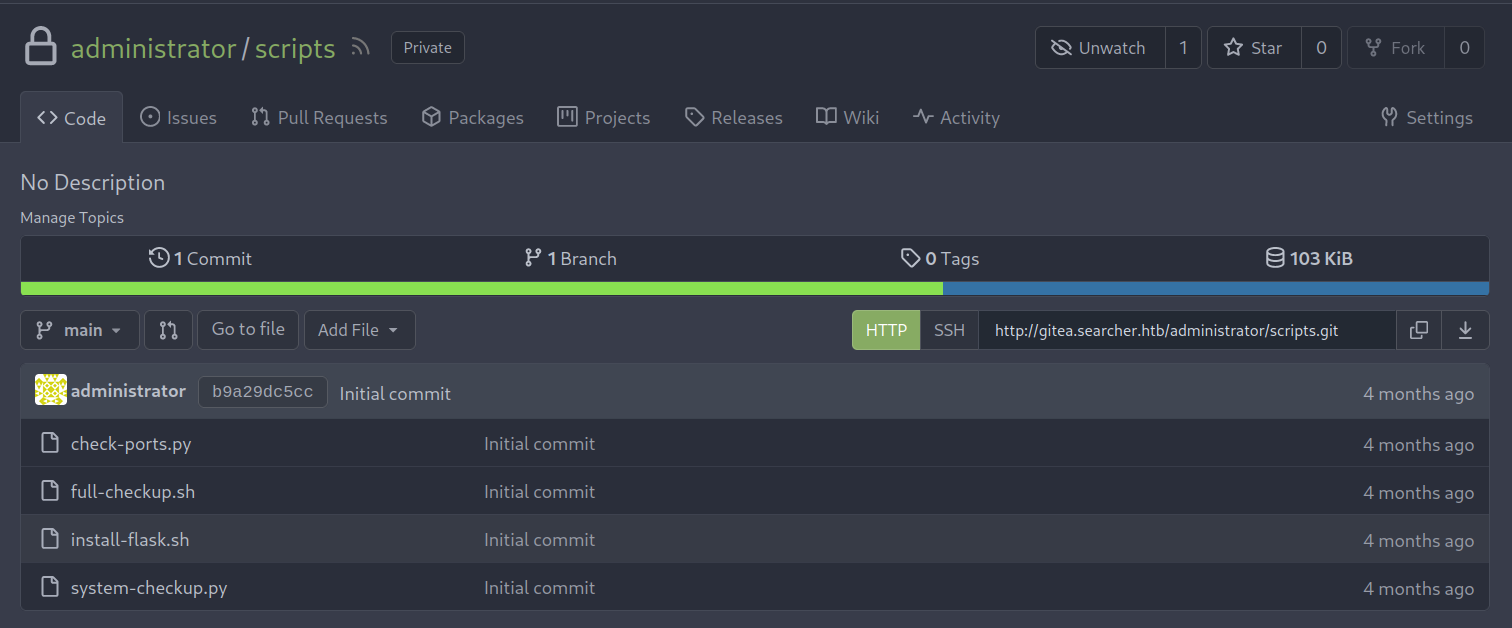 administrator / scripts Private Unwatch 1 Star 0 Fork 0
Code Issues Pull Requests Packages Projects Releases Wiki Activity Settings
No Description
Manage Topics
1 Commit 1 Branch 0 Tags 103 KiB
main Go to file Add File HTTP SSH http://gitea.searcher.htb/administrator/scripts.git
administrator b9a29dc5cc Initial commit 4 months ago
check-ports.py Initial commit 4 months ago
full-checkup.sh Initial commit 4 months ago
install-flask.sh Initial commit 4 months ago
system-checkup.py Initial commit 4 months ago